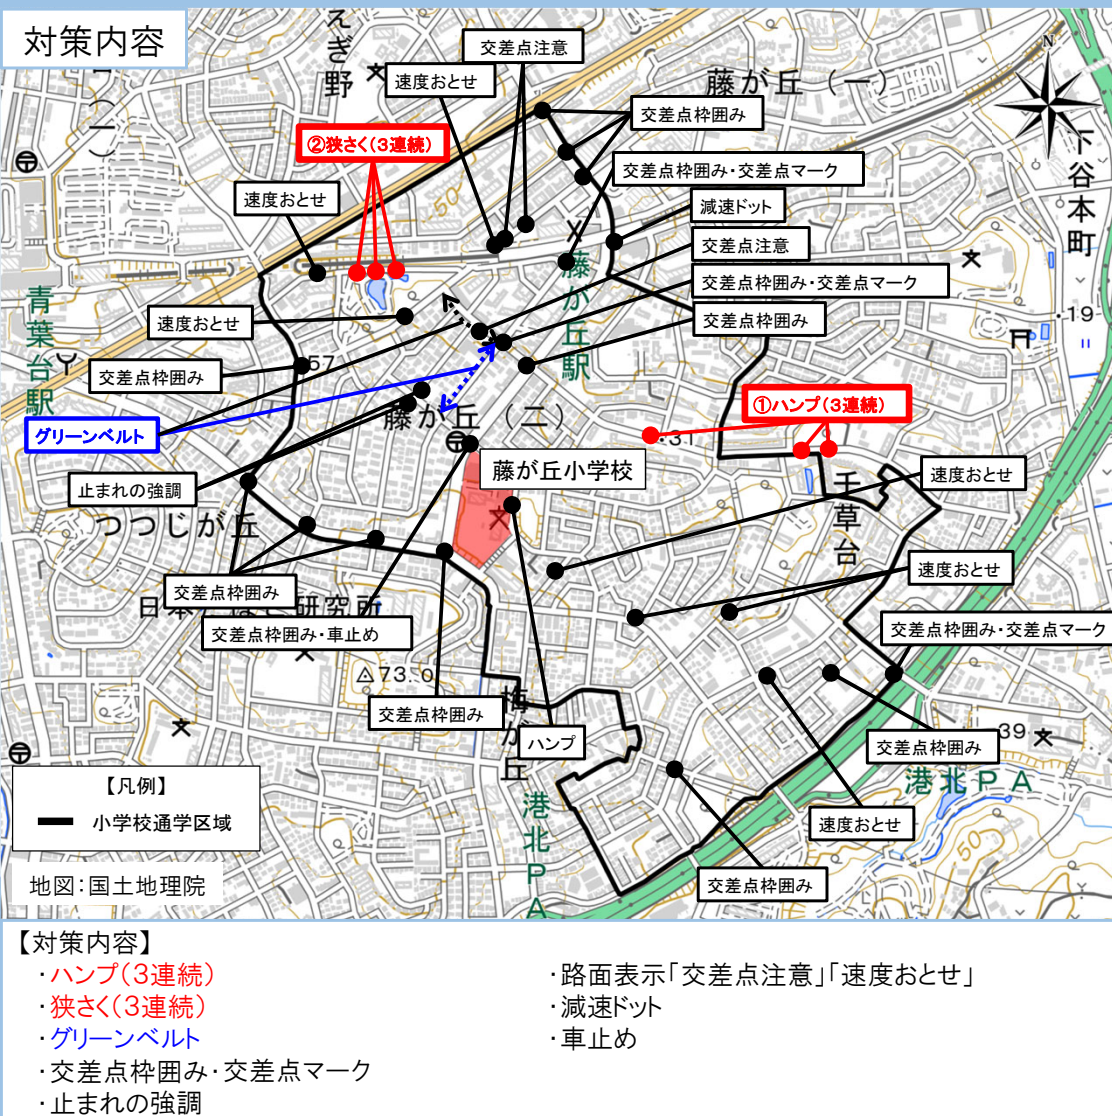 対策内容
えぎ野
交差点注意
速度おとせ
藤が丘（一）
N
②狭さく（3連続）
交差点枠囲み
下谷本町
交差点枠囲み・交差点マーク
速度おとせ
50
減速ドット
交差点注意
藤が丘駅
交差点枠囲み・交差点マーク
青葉台駅
速度おとせ
交差点枠囲み
19
57
交差点枠囲み
①ハンプ（3連続）
藤が丘（二）
グリーンベルト
31
藤が丘小学校
速度おとせ
止まれの強調
千草台
つつじが丘
速度おとせ
交差点枠囲み
研究所
交差点枠囲み・車止め
交差点枠囲み・交差点マーク
73.0
梅が丘
交差点枠囲み
ハンプ
39
交差点枠囲み
【凡例】
港北ＰＡ
小学校通学区域
港北ＰＡ
速度おとせ
50
地図：国土地理院
交差点枠囲み
【対策内容】
・ハンプ（3連続）
・狭さく（3連続）
・グリーンベルト
・交差点枠囲み・交差点マーク
・止まれの強調
・路面表示「交差点注意」「速度おとせ」
・減速ドット
・車止め